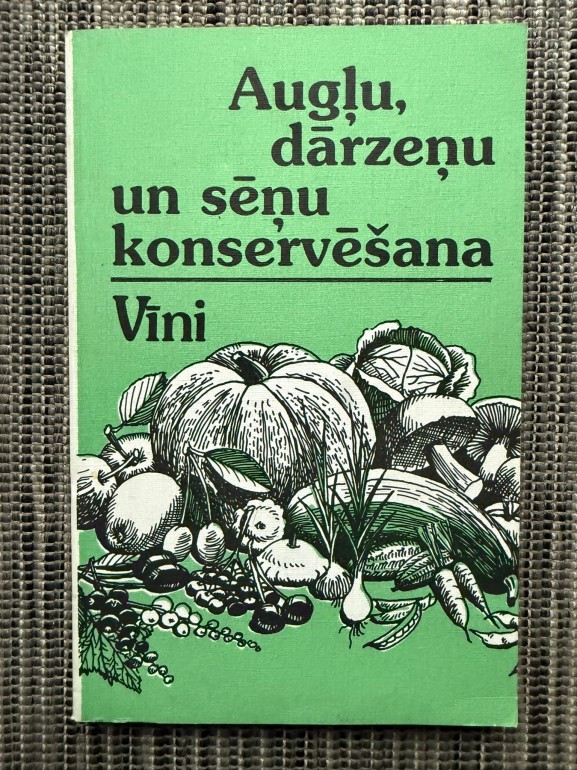 Augļu,
dārzeņu
un sēņu
konservēšana
Vīni